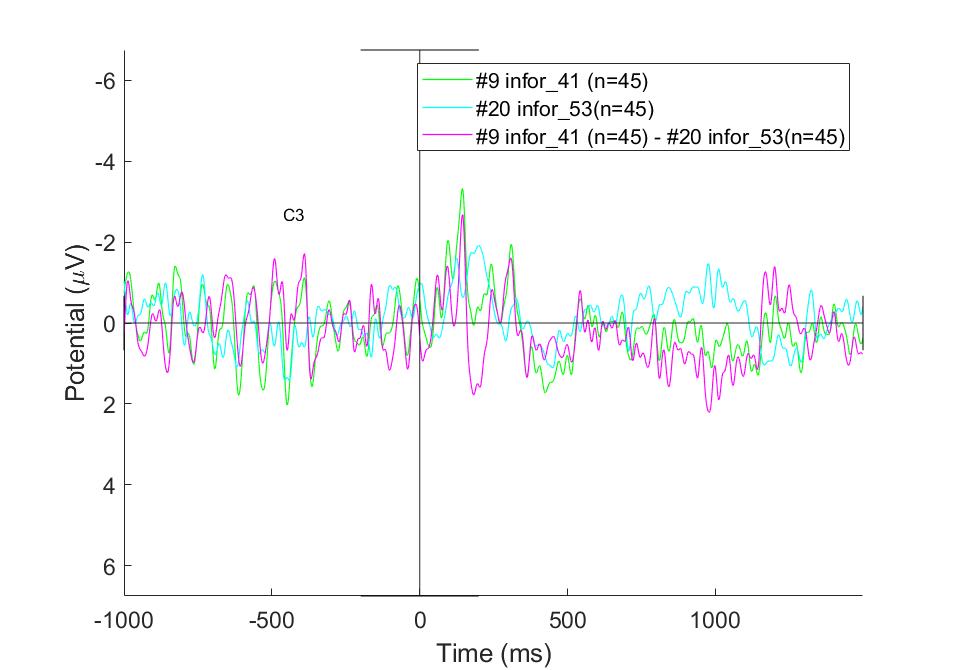 #9 infor_41 (n=45)
#20 infor_53(n=45)
#9 infor_41 (n=45) - #20 infor_53(n=45)
C3
Potential (μV)
-6
-4
-2
0
2
4
6
-1000 -500 0 500 1000
Time (ms)